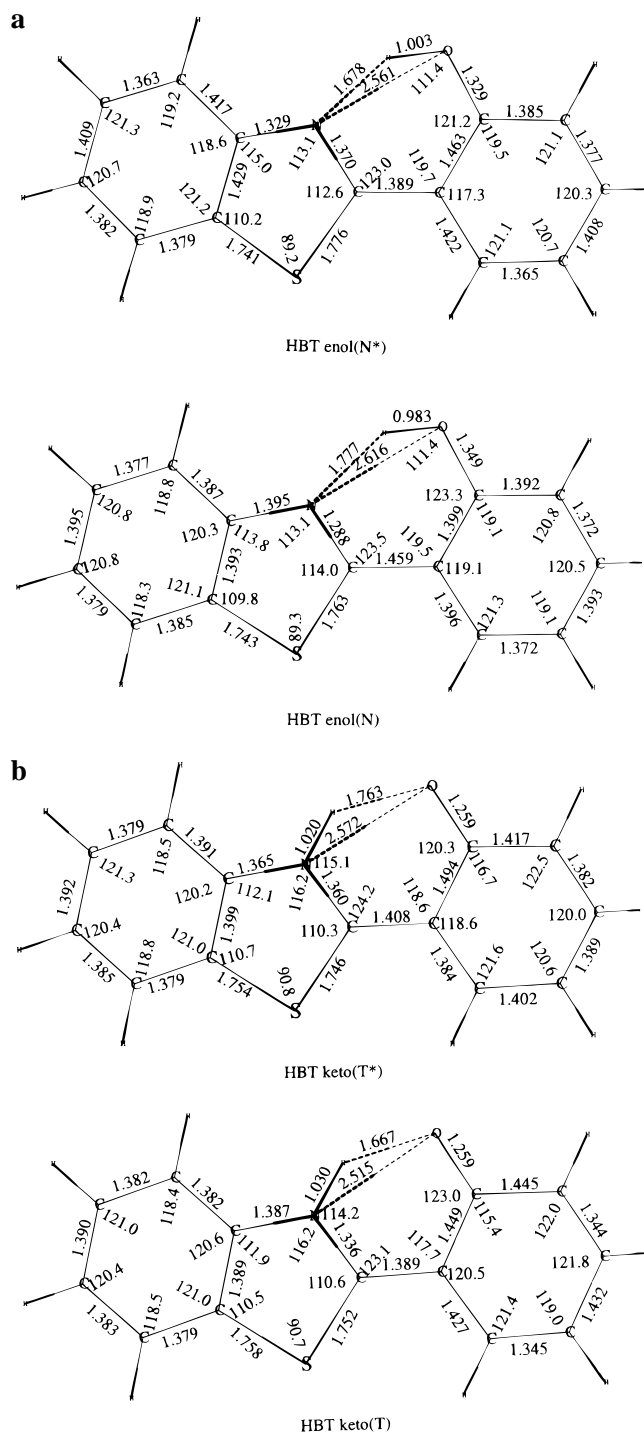 a
H H 1.003 O
1.363 C 1.678 2.561 111.4 1.329 H
C 119.2 1.417 1.329 N 121.2 C 1.385 C
121.3 118.6 C 113.1 1.370 1.463 119.5 121.1 1.377
1.409 115.0 123.0 119.7
C 120.7 1.429 112.6 C 1.389 C 117.3 120.3 C
1.382 118.9 121.2 C 110.2 1.422 121.1 120.7 1.408
C 1.379 1.741 89.2 1.776 C 1.365 C
H S H H
HBT enol(N*)
H H 0.983 O
1.377 C 1.777 2.616 111.4 1.349 H
C 120.8 118.8 1.387 1.395 N 123.3 C 1.392 C
1.395 120.3 C 113.8 113.1 1.288 1.399 119.1 120.8 1.372
C 120.8 1.393 114.0 C 123.5 1.459 119.5 C 119.1 120.5 C
1.379 118.3 121.1 C 109.8 1.396 121.3 119.1 1.393
C 1.385 1.743 89.3 1.763 C 1.372 C
H S H H
HBT enol(N)
b
H H 1.763 O
1.379 C 1.020 2.572 1.259 H
C 121.3 118.5 1.391 1.365 N 115.1 120.3 C 1.417 C
1.392 120.2 C 112.1 116.2 1.360 1.494 116.7 122.5 1.382
C 120.4 1.399 110.3 C 124.2 1.408 118.6 C 118.6 120.0 C
1.385 118.8 121.0 C 110.7 1.384 121.6 120.6 1.389
C 1.379 1.754 90.8 1.746 C 1.402 C
H S H H
HBT keto(T*)
H H 1.667 O
1.382 C 1.030 2.515 1.259 H
C 121.0 118.4 1.382 1.387 N 114.2 123.0 C 1.445 C
1.390 120.6 C 111.9 116.2 1.336 1.449 115.4 122.0 1.344
C 120.4 1.389 110.6 C 123.1 1.389 117.7 C 120.5 121.8 C
1.383 118.5 121.0 C 110.5 1.427 121.4 119.0 1.432
C 1.379 1.758 90.7 1.752 C 1.345 C
H S H H
HBT keto(T)